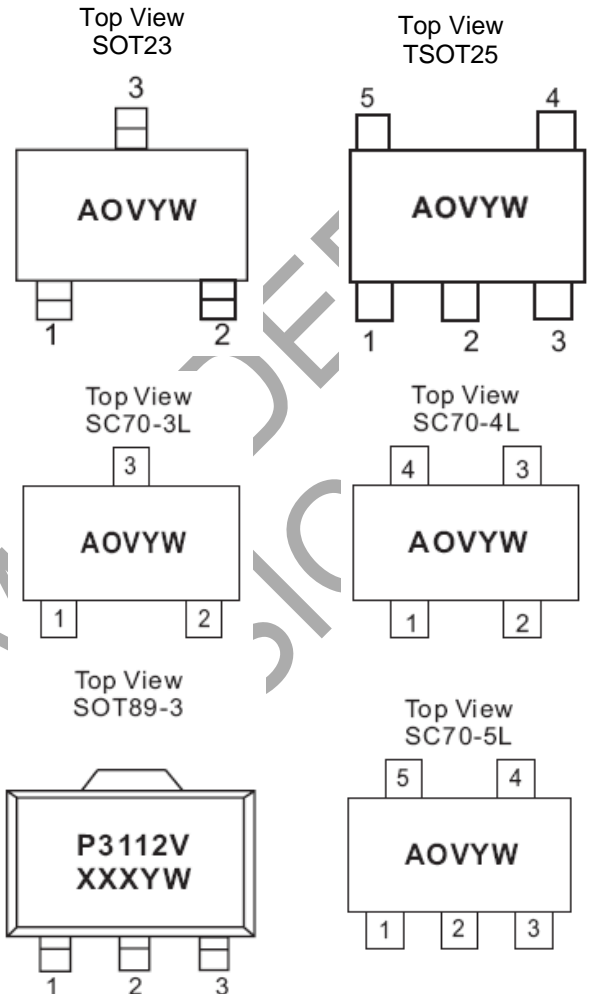 Top View
SOT23
3
AOVYW
1 2
Top View
TSOT25
5 4
AOVYW
1 2 3
Top View
SC70-3L
3
AOVYW
1 2
Top View
SC70-4L
4 3
AOVYW
1 2
Top View
SOT89-3
P3112V
XXXYW
1 2 3
Top View
SC70-5L
5 4
AOVYW
1 2 3